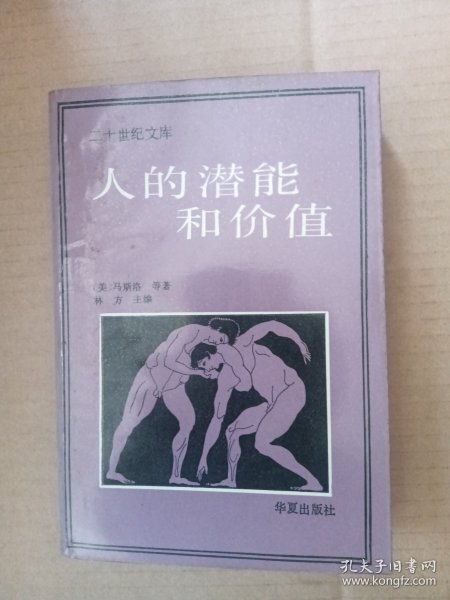 二十世纪文库
人的潜能
和价值
〔美〕马斯洛 等著
林 方 主编
华夏出版社
孔夫子旧书网
www.kongfz.com